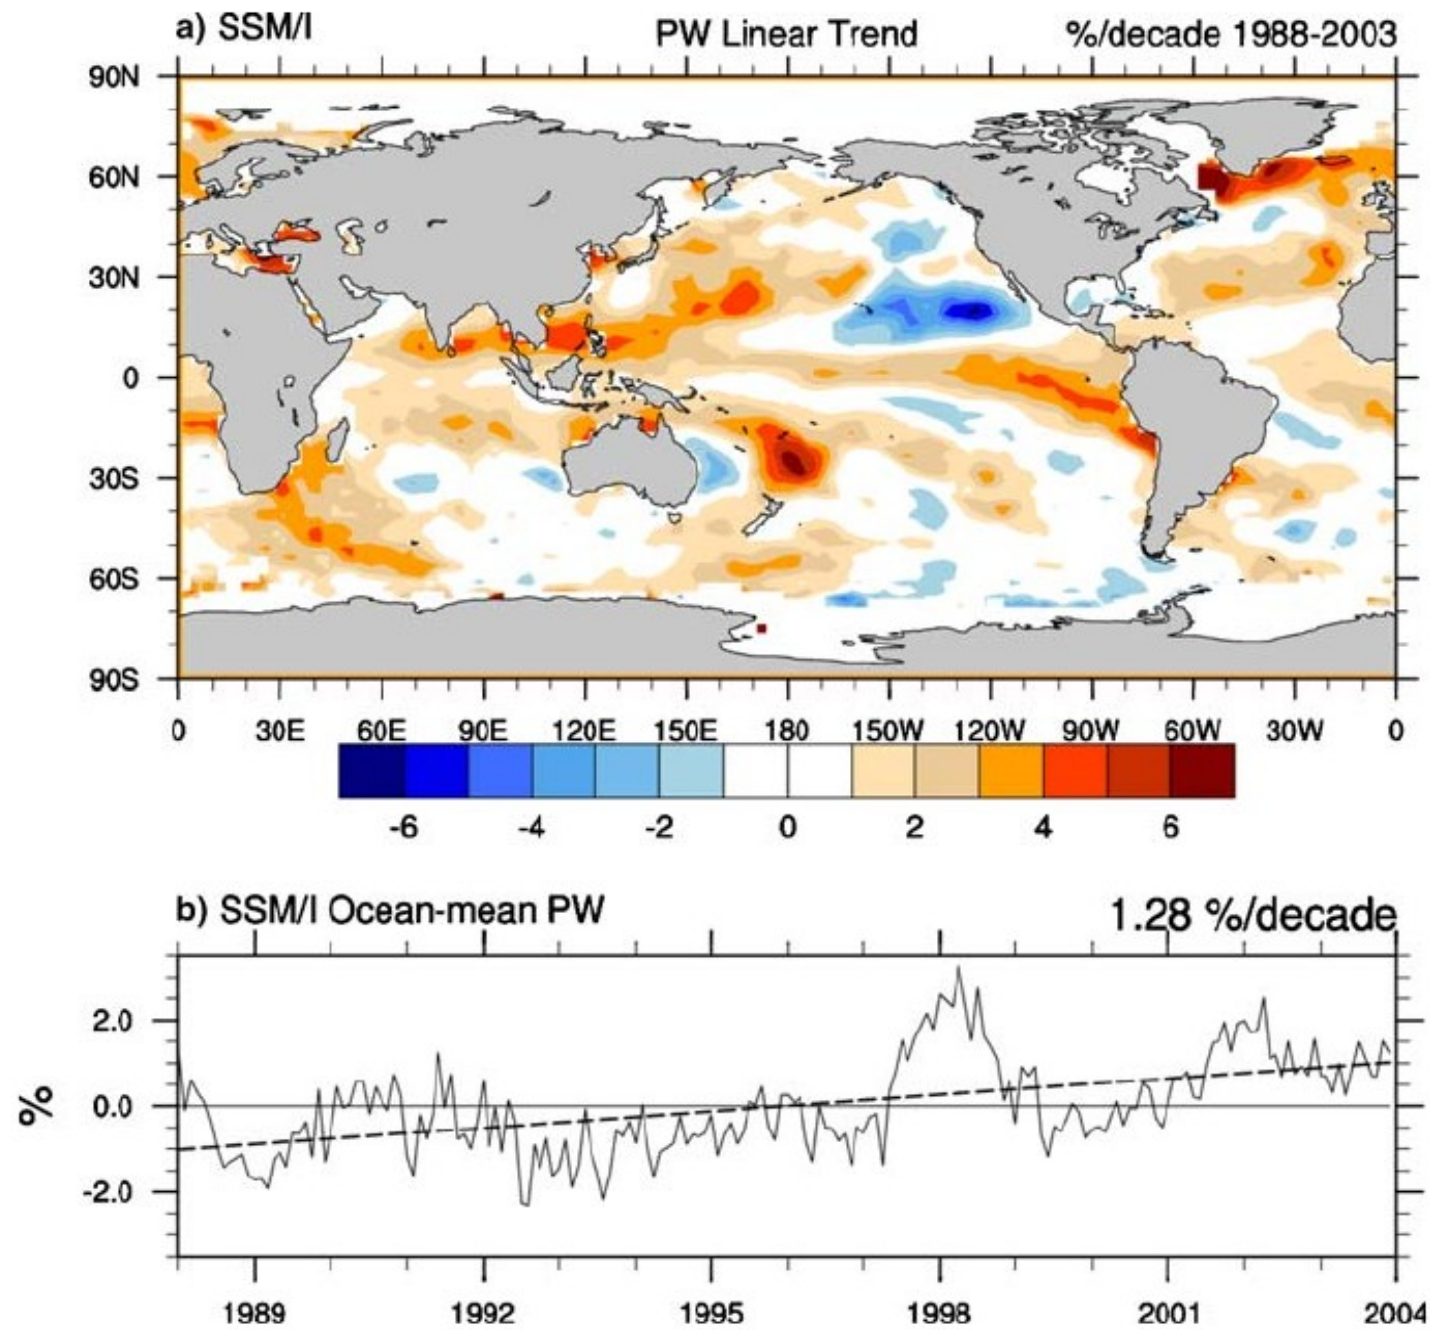 a) SSM/I PW Linear Trend %/decade 1988-2003
90N
60N
30N
0
30S
60S
90S
0 30E 60E 90E 120E 150E 180 150W 120W 90W 60W 30W 0
-6 -4 -2 0 2 4 6
b) SSM/I Ocean-mean PW 1.28 %/decade
%
2.0
0.0
-2.0
1989 1992 1995 1998 2001 2004